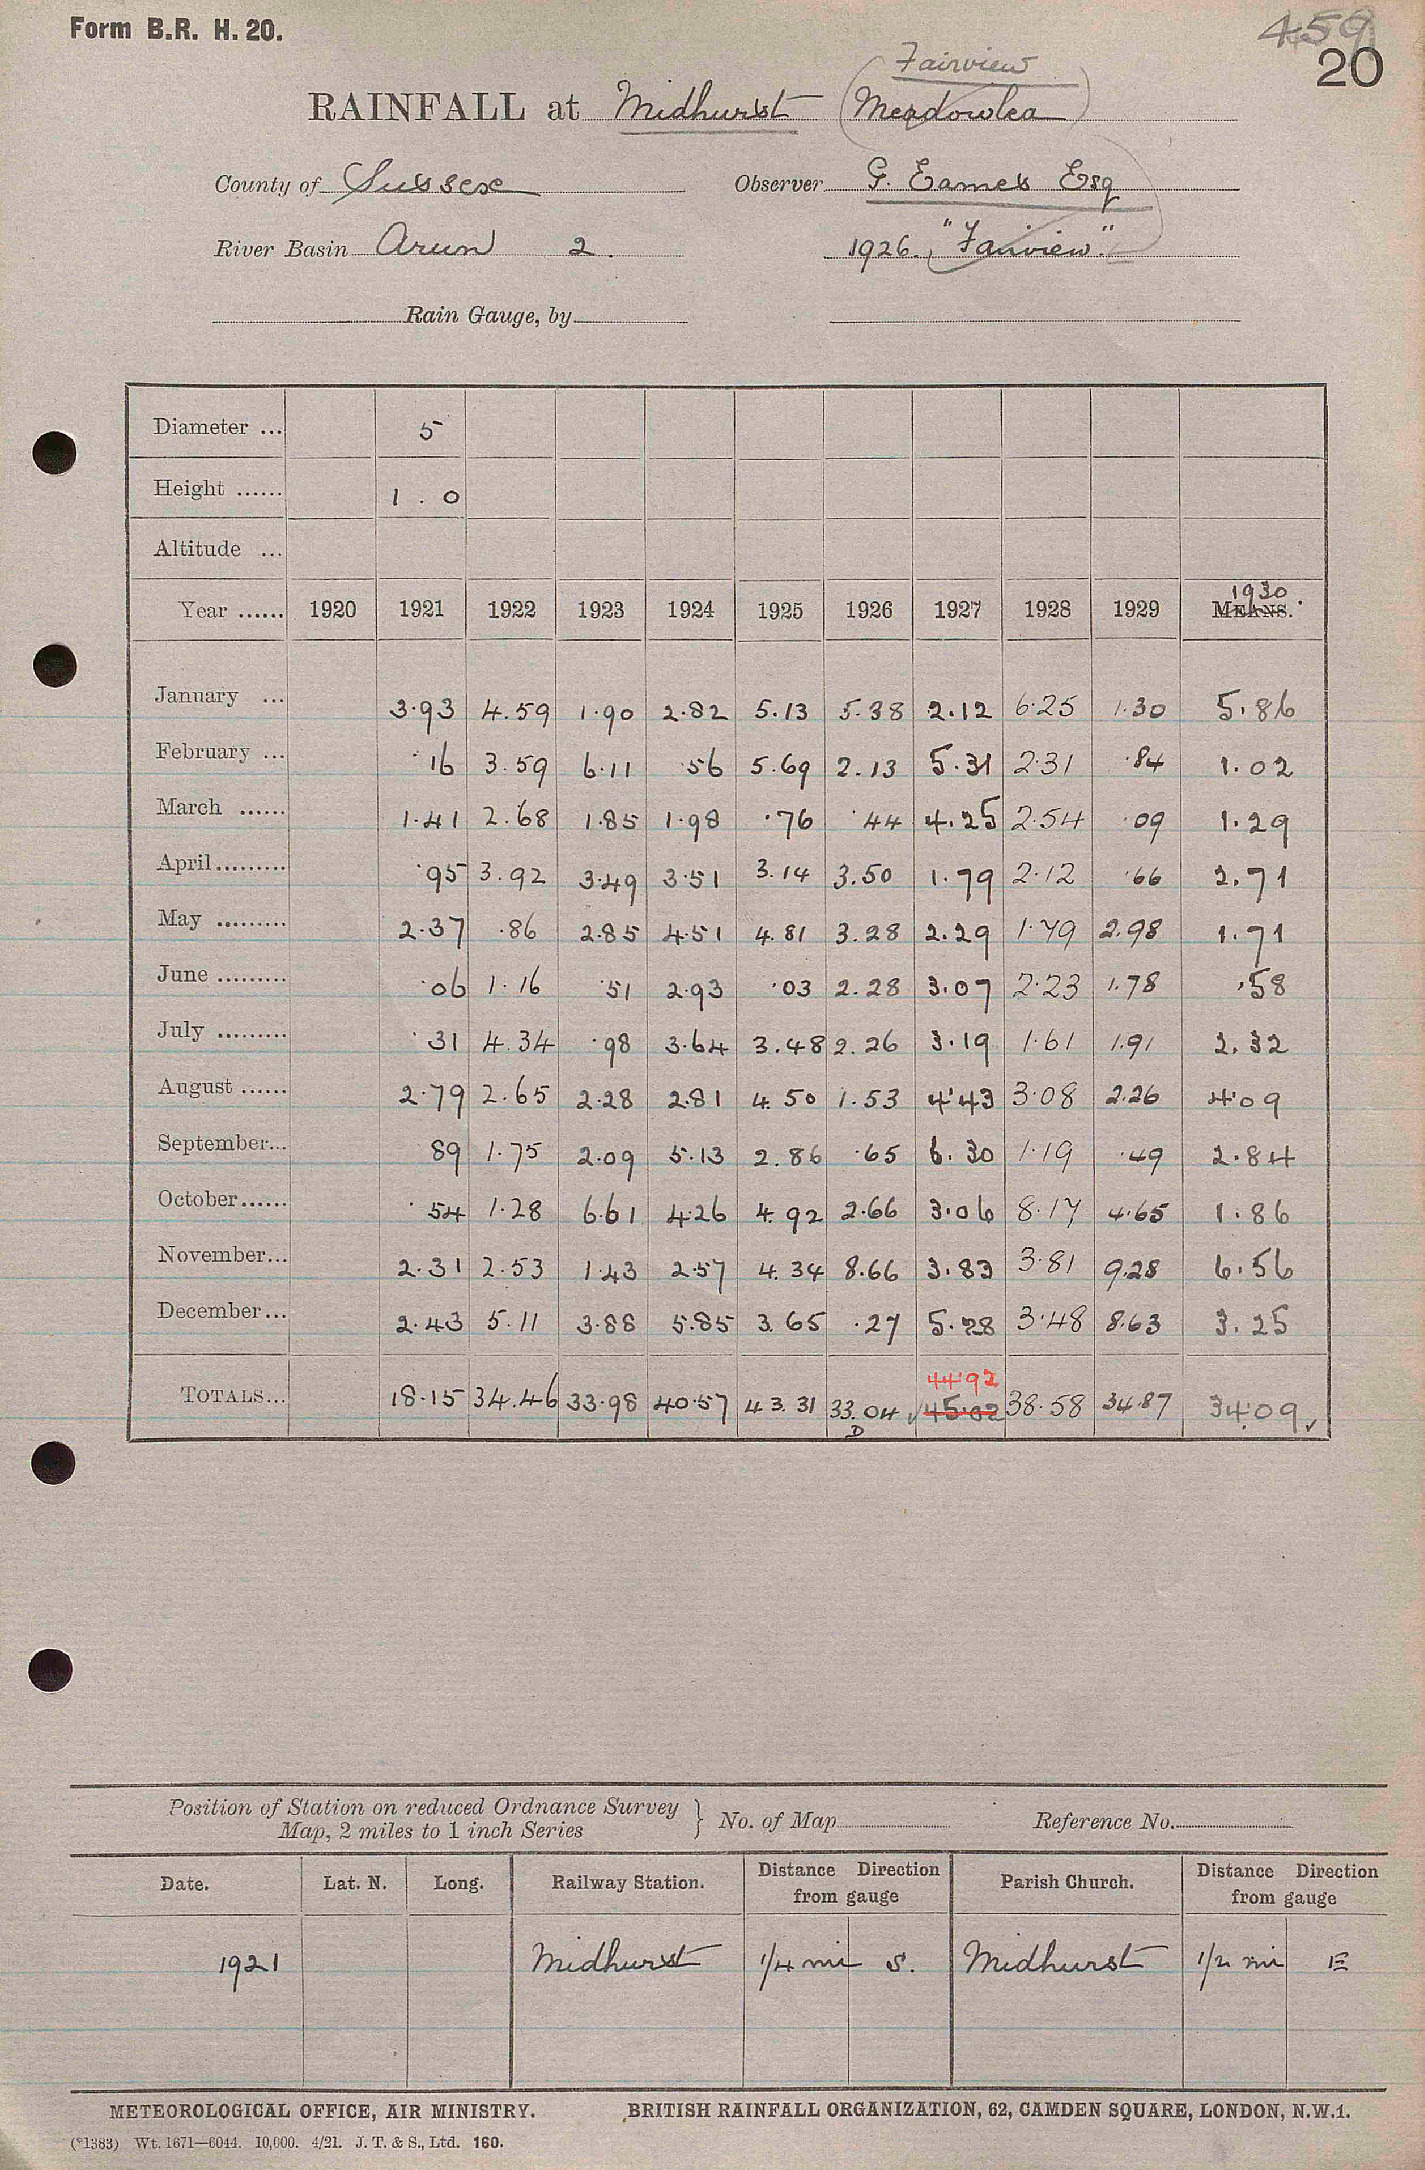 Form B.R. H. 20.
459
20
Fairview
RAINFALL at Midhurst (Meadowlea)
County of Sussex Observer G. Eames Esq
River Basin Arun 2. 1926. "Fairview".
Rain Gauge, by
Diameter ... 5
Height ...... 1 . 0
Altitude ...
1930
Year ...... 1920 1921 1922 1923 1924 1925 1926 1927 1928 1929 MEANS.
January ... 3.93 4.59 1.90 2.82 5.13 5.38 2.12 6.25 1.30 5.86
February ... .16 3.59 6.11 .56 5.69 2.13 5.31 2.31 .84 1.02
March ...... 1.41 2.68 1.85 1.98 .76 .44 4.25 2.54 .09 1.29
April......... .95 3.92 3.49 3.51 3.14 3.50 1.79 2.12 .66 2.71
May ......... 2.37 .86 2.85 4.51 4.81 3.28 2.29 1.79 2.98 1.71
June ......... .06 1.16 .51 2.93 .03 2.28 3.07 2.23 1.78 .58
July ......... .31 4.34 .98 3.64 3.48 2.26 3.19 1.61 1.91 2.32
August ...... 2.79 2.65 2.28 2.81 4.50 1.53 4.43 3.08 2.26 4.09
September... 89 1.75 2.09 5.13 2.86 .65 6.30 1.19 .49 2.84
October...... .54 1.28 6.61 4.26 4.92 2.66 3.06 8.17 4.65 1.86
November... 2.31 2.53 1.43 2.57 4.34 8.66 3.83 3.81 9.28 6.56
December... 2.43 5.11 3.88 5.85 3.65 .27 5.28 3.48 8.63 3.25
44.92
TOTALS... 18.15 34.46 33.98 40.57 43.31 33.04 ✓ 45.02 38.58 34.87 34.09 ✓
D
Position of Station on reduced Ordnance Survey } No. of Map Reference No.
Map, 2 miles to 1 inch Series
Date. Lat. N. Long. Railway Station. Distance Direction Parish Church. Distance Direction
from gauge from gauge
1921 Midhurst 1/4 mi S. Midhurst 1/2 mi E
METEOROLOGICAL OFFICE, AIR MINISTRY. BRITISH RAINFALL ORGANIZATION, 62, CAMDEN SQUARE, LONDON, N.W.1.
(*1383) Wt. 1671—6044. 10,000. 4/21. J. T. & S., Ltd. 160.